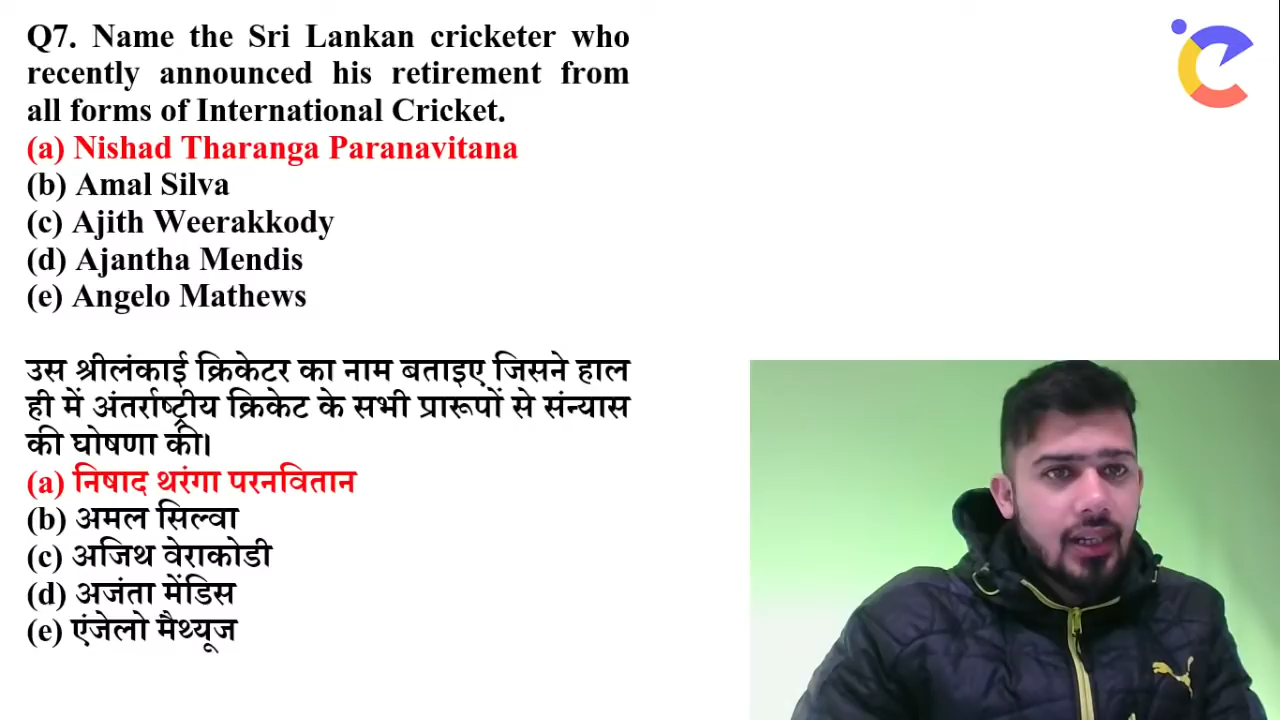 Q7. Name the Sri Lankan cricketer who
recently announced his retirement from
all forms of International Cricket.
(a) Nishad Tharanga Paranavitana
(b) Amal Silva
(c) Ajith Weerakkody
(d) Ajantha Mendis
(e) Angelo Mathews
उस श्रीलंकाई क्रिकेटर का नाम बताइए जिसने हाल
ही में अंतर्राष्ट्रीय क्रिकेट के सभी प्रारूपों से संन्यास
की घोषणा की।
(a) निषाद थरंगा परनवितान
(b) अमल सिल्वा
(c) अजिथ वेराकोडी
(d) अजंता मेंडिस
(e) एंजेलो मैथ्यूज